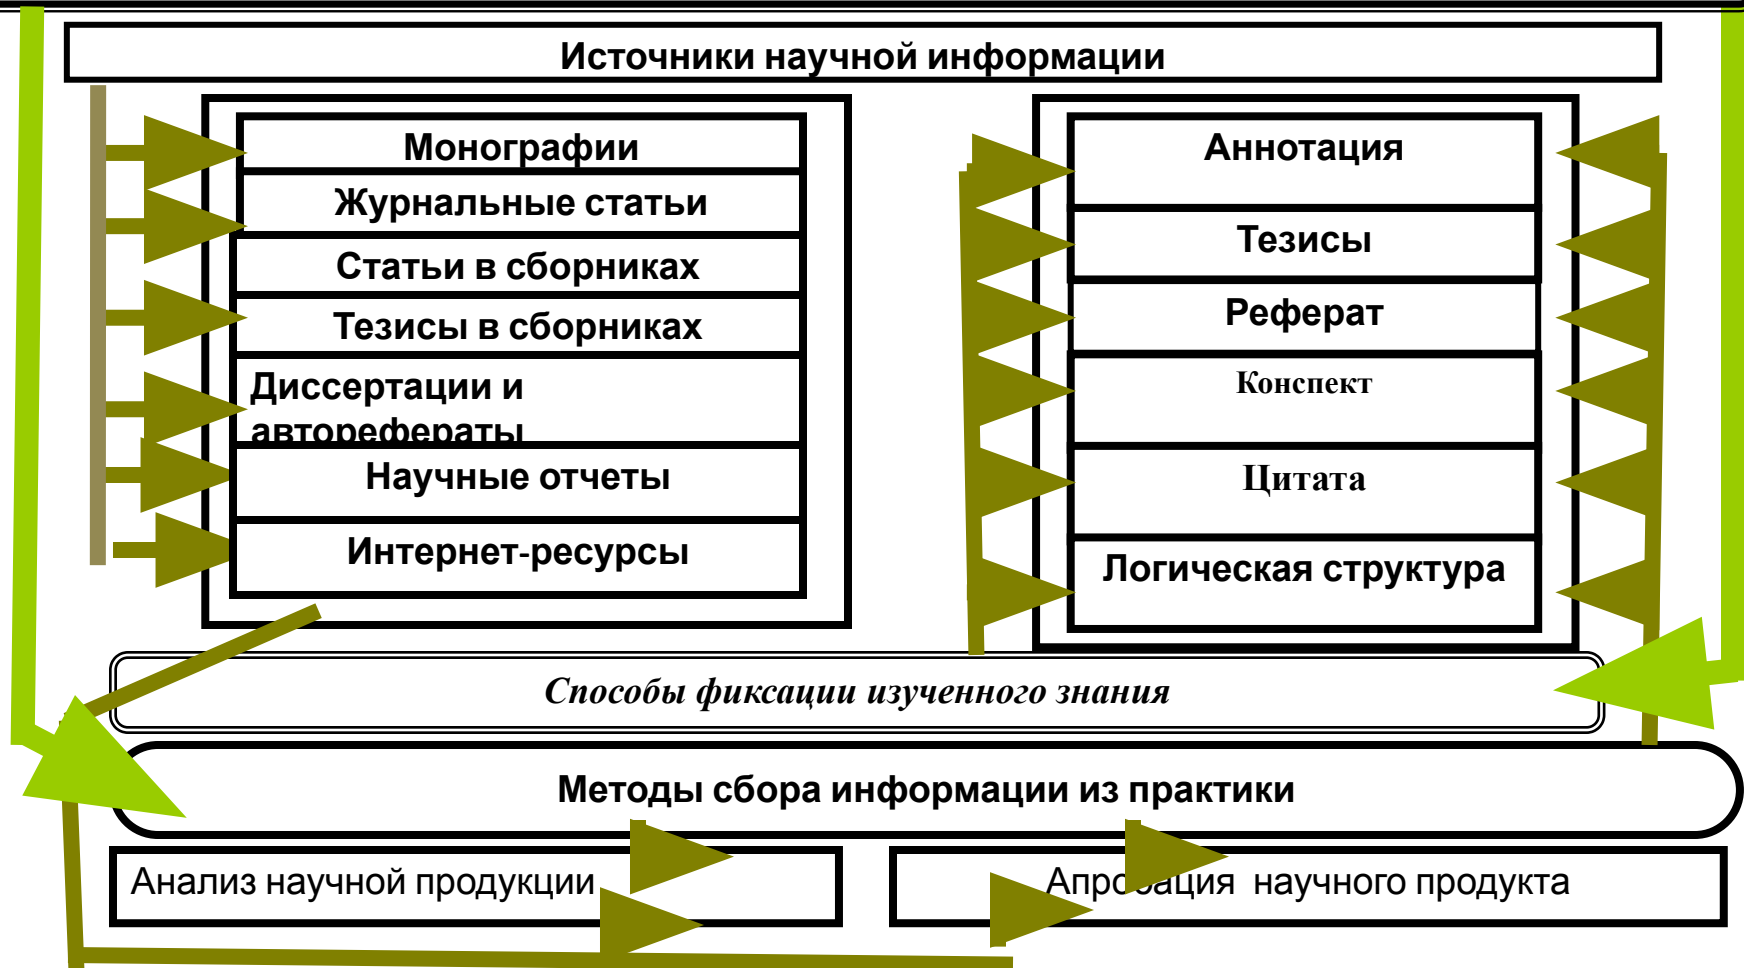 Источники научной информации
Монографии
Журнальные статьи
Статьи в сборниках
Тезисы в сборниках
Диссертации и
авторефераты
Научные отчеты
Интернет-ресурсы
Аннотация
Тезисы
Реферат
Конспект
Цитата
Логическая структура
Способы фиксации изученного знания
Методы сбора информации из практики
Анализ научной продукции
Апробация научного продукта